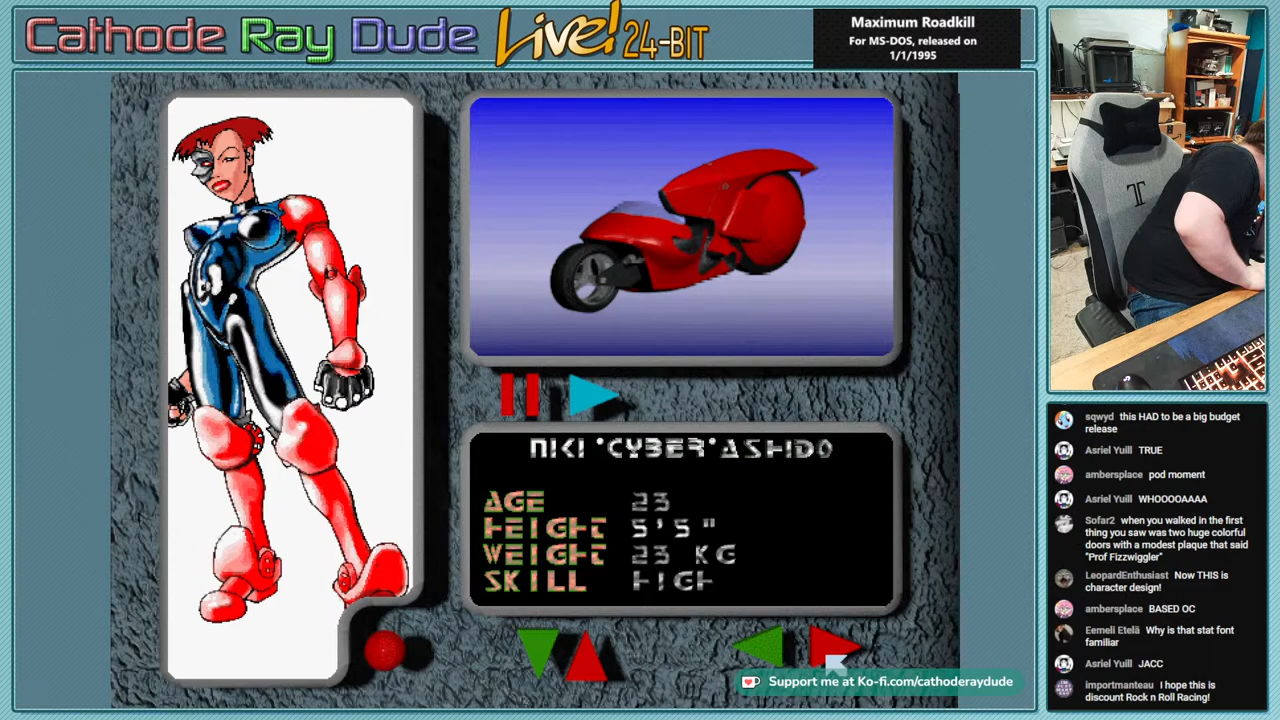 Cathode Ray Dude Live! 24-BIT
Maximum Roadkill
For MS-DOS, released on
1/1/1995
NIKI "CYBER" ASHIDO
AGE 23
HEIGHT 5'5"
WEIGHT 23 KG
SKILL HIGH
Support me at Ko-fi.com/cathoderaydude
sqwyd this HAD to be a big budget
release
Asriel Yuill TRUE
ambersplace pod moment
Asriel Yuill WHOOOOAAAA
Sofar2 when you walked in the first
thing you saw was two huge colorful
doors with a modest plaque that said
"Prof Fizzwiggler"
LeopardEnthusiast Now THIS is
character design!
ambersplace BASED OC
Eemeli Etelä Why is that stat font
familiar
Asriel Yuill JACC
importmanteau I hope this is
discount Rock n Roll Racing!